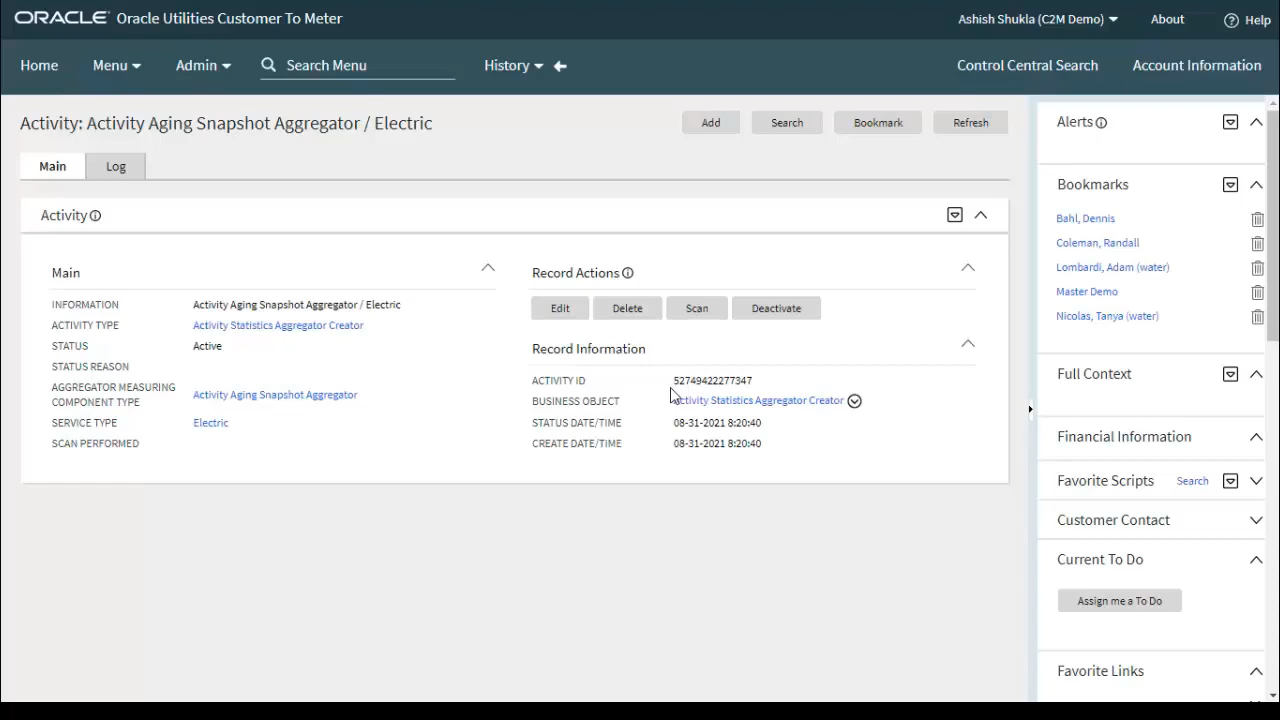 ORACLE® Oracle Utilities Customer To Meter
Ashish Shukla (C2M Demo) About Help
Home Menu Admin Search Menu History Control Central Search Account Information
Activity: Activity Aging Snapshot Aggregator / Electric
Add Search Bookmark Refresh
Main Log
Activity
Main
INFORMATION Activity Aging Snapshot Aggregator / Electric
ACTIVITY TYPE Activity Statistics Aggregator Creator
STATUS Active
STATUS REASON
AGGREGATOR MEASURING
COMPONENT TYPE Activity Aging Snapshot Aggregator
SERVICE TYPE Electric
SCAN PERFORMED
Record Actions
Edit Delete Scan Deactivate
Record Information
ACTIVITY ID 52749422277347
BUSINESS OBJECT Activity Statistics Aggregator Creator
STATUS DATE/TIME 08-31-2021 8:20:40
CREATE DATE/TIME 08-31-2021 8:20:40
Alerts
Bookmarks
Bahl, Dennis
Coleman, Randall
Lombardi, Adam (water)
Master Demo
Nicolas, Tanya (water)
Full Context
Financial Information
Favorite Scripts Search
Customer Contact
Current To Do
Assign me a To Do
Favorite Links